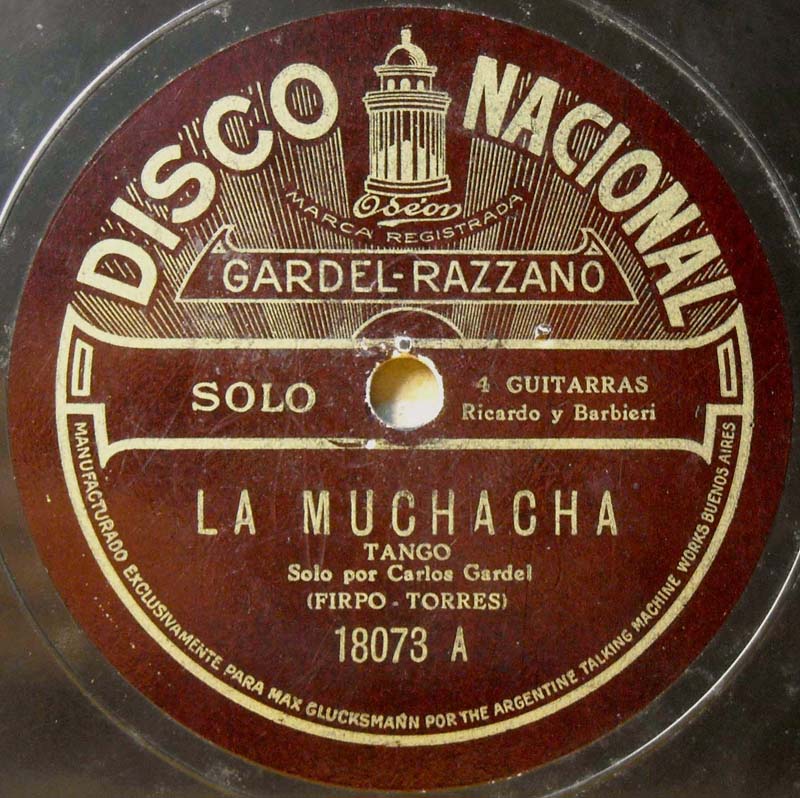 DISCO NACIONAL
Odeón
MARCA REGISTRADA
GARDEL-RAZZANO
SOLO
4 GUITARRAS
Ricardo y Barbieri
LA MUCHACHA
TANGO
Solo por Carlos Gardel
(FIRPO - TORRES)
18073 A
MANUFACTURADO EXCLUSIVAMENTE PARA MAX GLUCKSMANN POR THE ARGENTINE TALKING MACHINE WORKS BUENOS AIRES